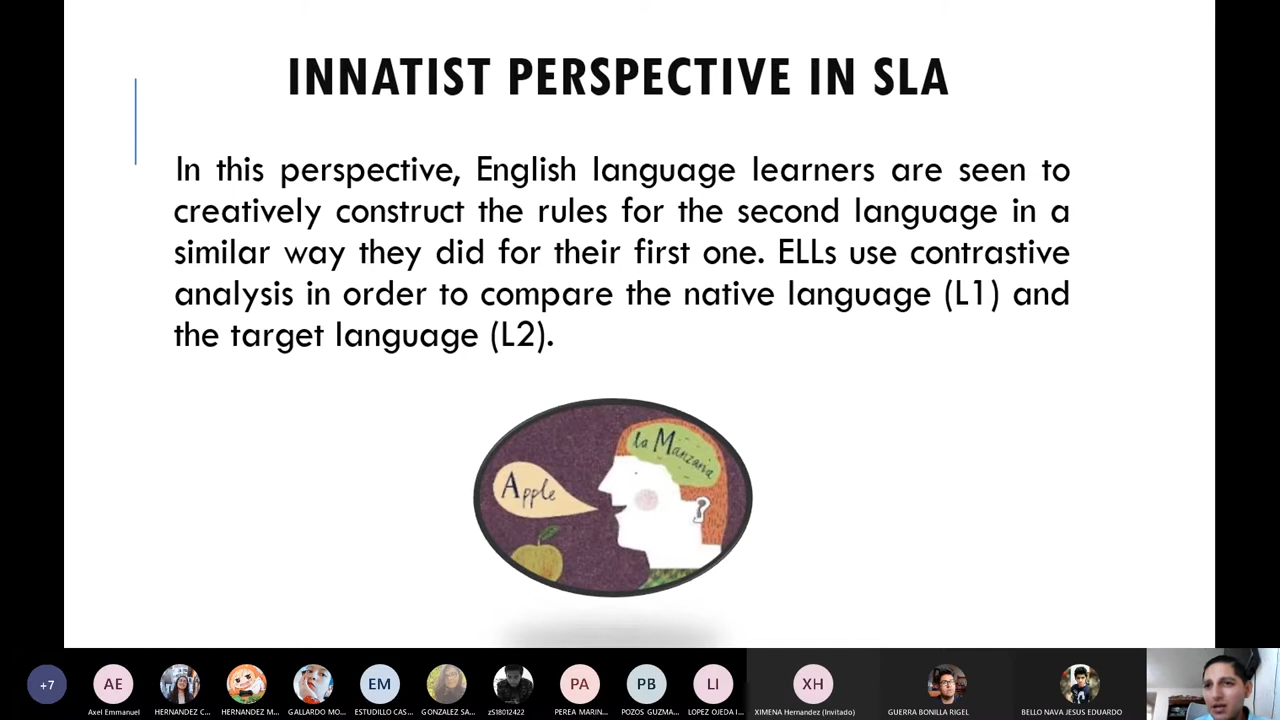 INNATIST PERSPECTIVE IN SLA
In this perspective, English language learners are seen to
creatively construct the rules for the second language in a
similar way they did for their first one. ELLs use contrastive
analysis in order to compare the native language (L1) and
the target language (L2).
la Manzana
Apple
?
+7
AE
EM
PA
PB
LI
XH
Axel Emmanuel
HERNANDEZ C...
HERNANDEZ M...
GALLARDO MO...
ESTUDILLO CAS...
GONZALEZ SA...
zS18012422
PEREA MARIN...
POZOS GUZMA...
LOPEZ OJEDA I...
XIMENA Hernandez (Invitado)
GUERRA BONILLA RIGEL
BELLO NAVA JESUS EDUARDO